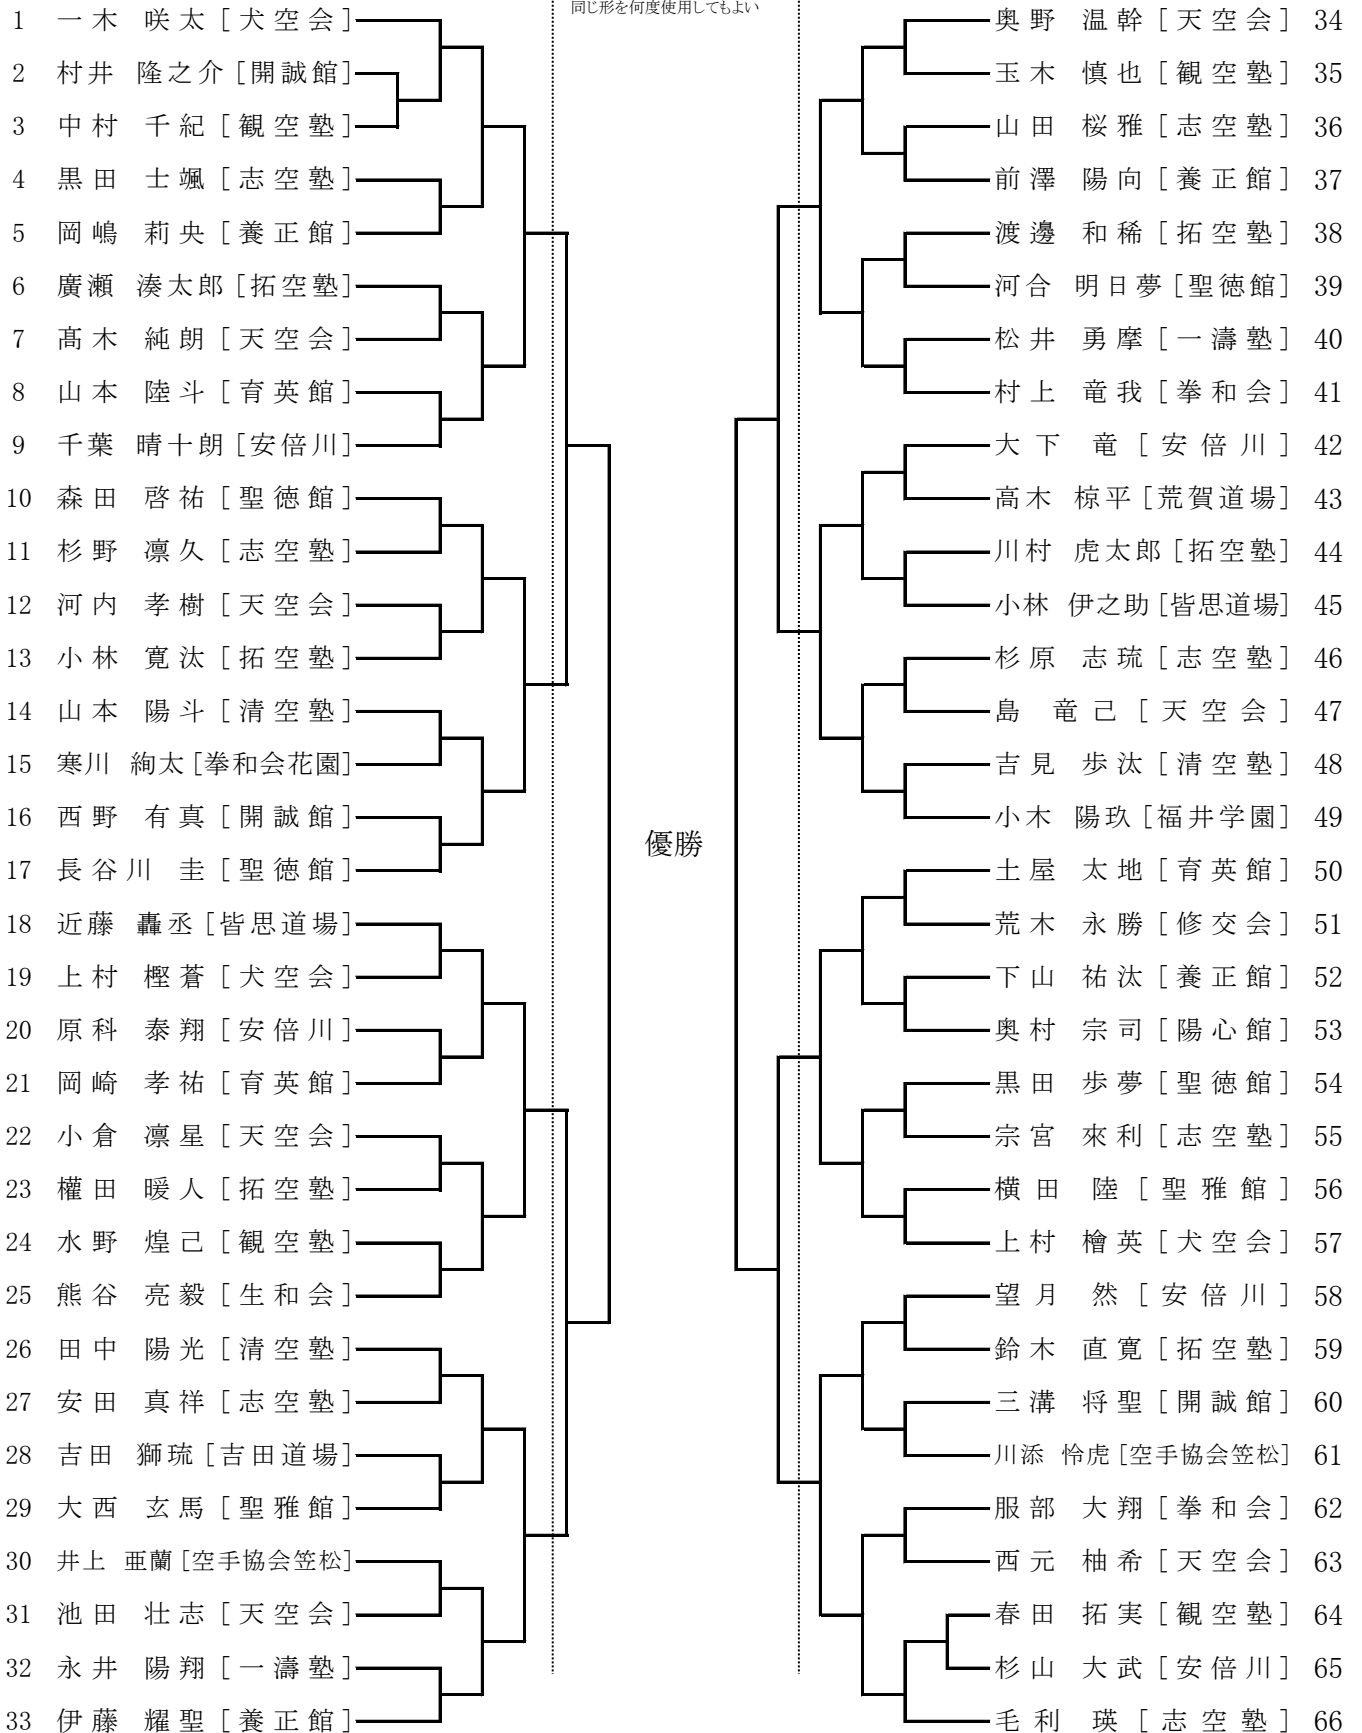 同じ形を何度使用してもよい
1 一木 咲太 [犬空会]
2 村井 隆之介 [開誠館]
3 中村 千紀 [観空塾]
4 黒田 士颯 [志空塾]
5 岡嶋 莉央 [養正館]
6 廣瀬 湊太郎 [拓空塾]
7 髙木 純朗 [天空会]
8 山本 陸斗 [育英館]
9 千葉 晴十朗 [安倍川]
10 森田 啓祐 [聖徳館]
11 杉野 凛久 [志空塾]
12 河内 孝樹 [天空会]
13 小林 寛汰 [拓空塾]
14 山本 陽斗 [清空塾]
15 寒川 絢太 [拳和会花園]
16 西野 有真 [開誠館]
17 長谷川 圭 [聖徳館]
18 近藤 轟丞 [皆思道場]
19 上村 樫蒼 [犬空会]
20 原科 泰翔 [安倍川]
21 岡崎 孝祐 [育英館]
22 小倉 凛星 [天空会]
23 権田 暖人 [拓空塾]
24 水野 煌己 [観空塾]
25 熊谷 亮毅 [生和会]
26 田中 陽光 [清空塾]
27 安田 真祥 [志空塾]
28 吉田 獅琉 [吉田道場]
29 大西 玄馬 [聖雅館]
30 井上 亜蘭 [空手協会笠松]
31 池田 壮志 [天空会]
32 永井 陽翔 [一濤塾]
33 伊藤 耀聖 [養正館]
優勝
奥野 温幹 [天空会] 34
玉木 慎也 [観空塾] 35
山田 桜雅 [志空塾] 36
前澤 陽向 [養正館] 37
渡邊 和稀 [拓空塾] 38
河合 明日夢 [聖徳館] 39
松井 勇摩 [一濤塾] 40
村上 竜我 [拳和会] 41
大下 竜 [安倍川] 42
高木 椋平 [荒賀道場] 43
川村 虎太郎 [拓空塾] 44
小林 伊之助 [皆思道場] 45
杉原 志琉 [志空塾] 46
島 竜己 [天空会] 47
吉見 歩汰 [清空塾] 48
小木 陽玖 [福井学園] 49
土屋 太地 [育英館] 50
荒木 永勝 [修交会] 51
下山 祐汰 [養正館] 52
奥村 宗司 [陽心館] 53
黒田 歩夢 [聖徳館] 54
宗宮 來利 [志空塾] 55
横田 陸 [聖雅館] 56
上村 檜英 [犬空会] 57
望月 然 [安倍川] 58
鈴木 直寛 [拓空塾] 59
三溝 将聖 [開誠館] 60
川添 怜虎 [空手協会笠松] 61
服部 大翔 [拳和会] 62
西元 柚希 [天空会] 63
春田 拓実 [観空塾] 64
杉山 大武 [安倍川] 65
毛利 瑛 [志空塾] 66